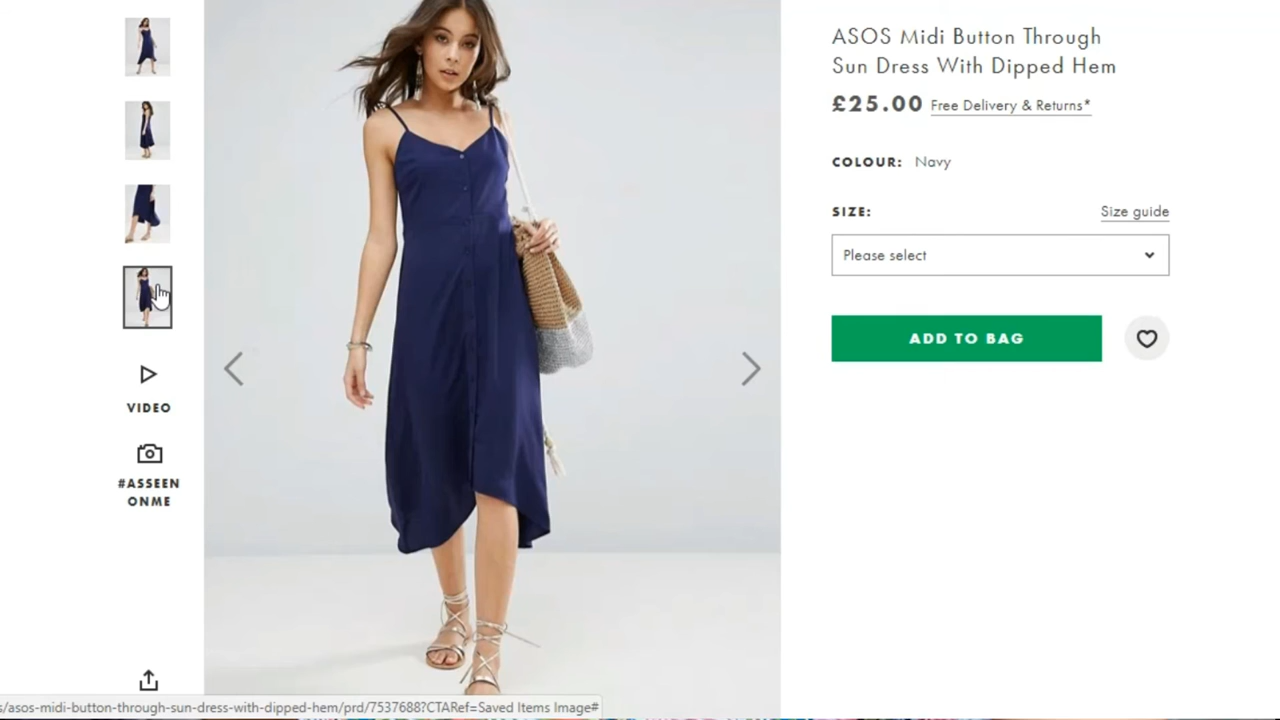 ASOS Midi Button Through
Sun Dress With Dipped Hem
£25.00 Free Delivery & Returns*
COLOUR: Navy
SIZE: Size guide
Please select
ADD TO BAG
VIDEO
#ASSEEN
ONME
s/asos-midi-button-through-sun-dress-with-dipped-hem/prd/7537688?CTARef=Saved Items Image#